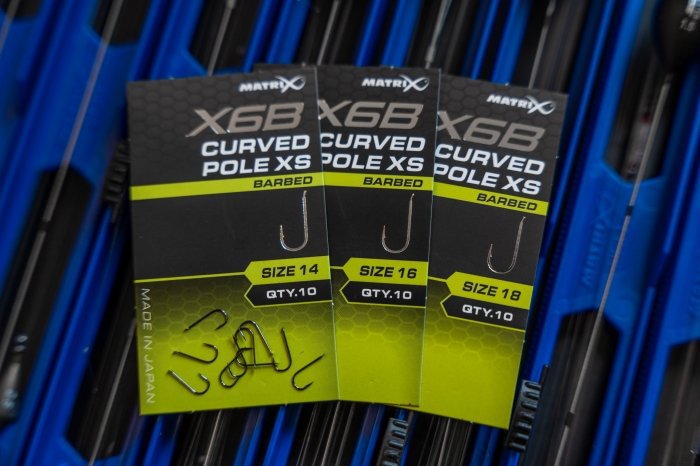 MATRIX
X6B
CURVED
POLE XS
BARBED
SIZE 14
QTY.10
MADE IN JAPAN
MATRIX
X6B
CURVED
POLE XS
BARBED
SIZE 16
QTY.10
MATRIX
X6B
CURVED
POLE XS
BARBED
SIZE 18
QTY.10